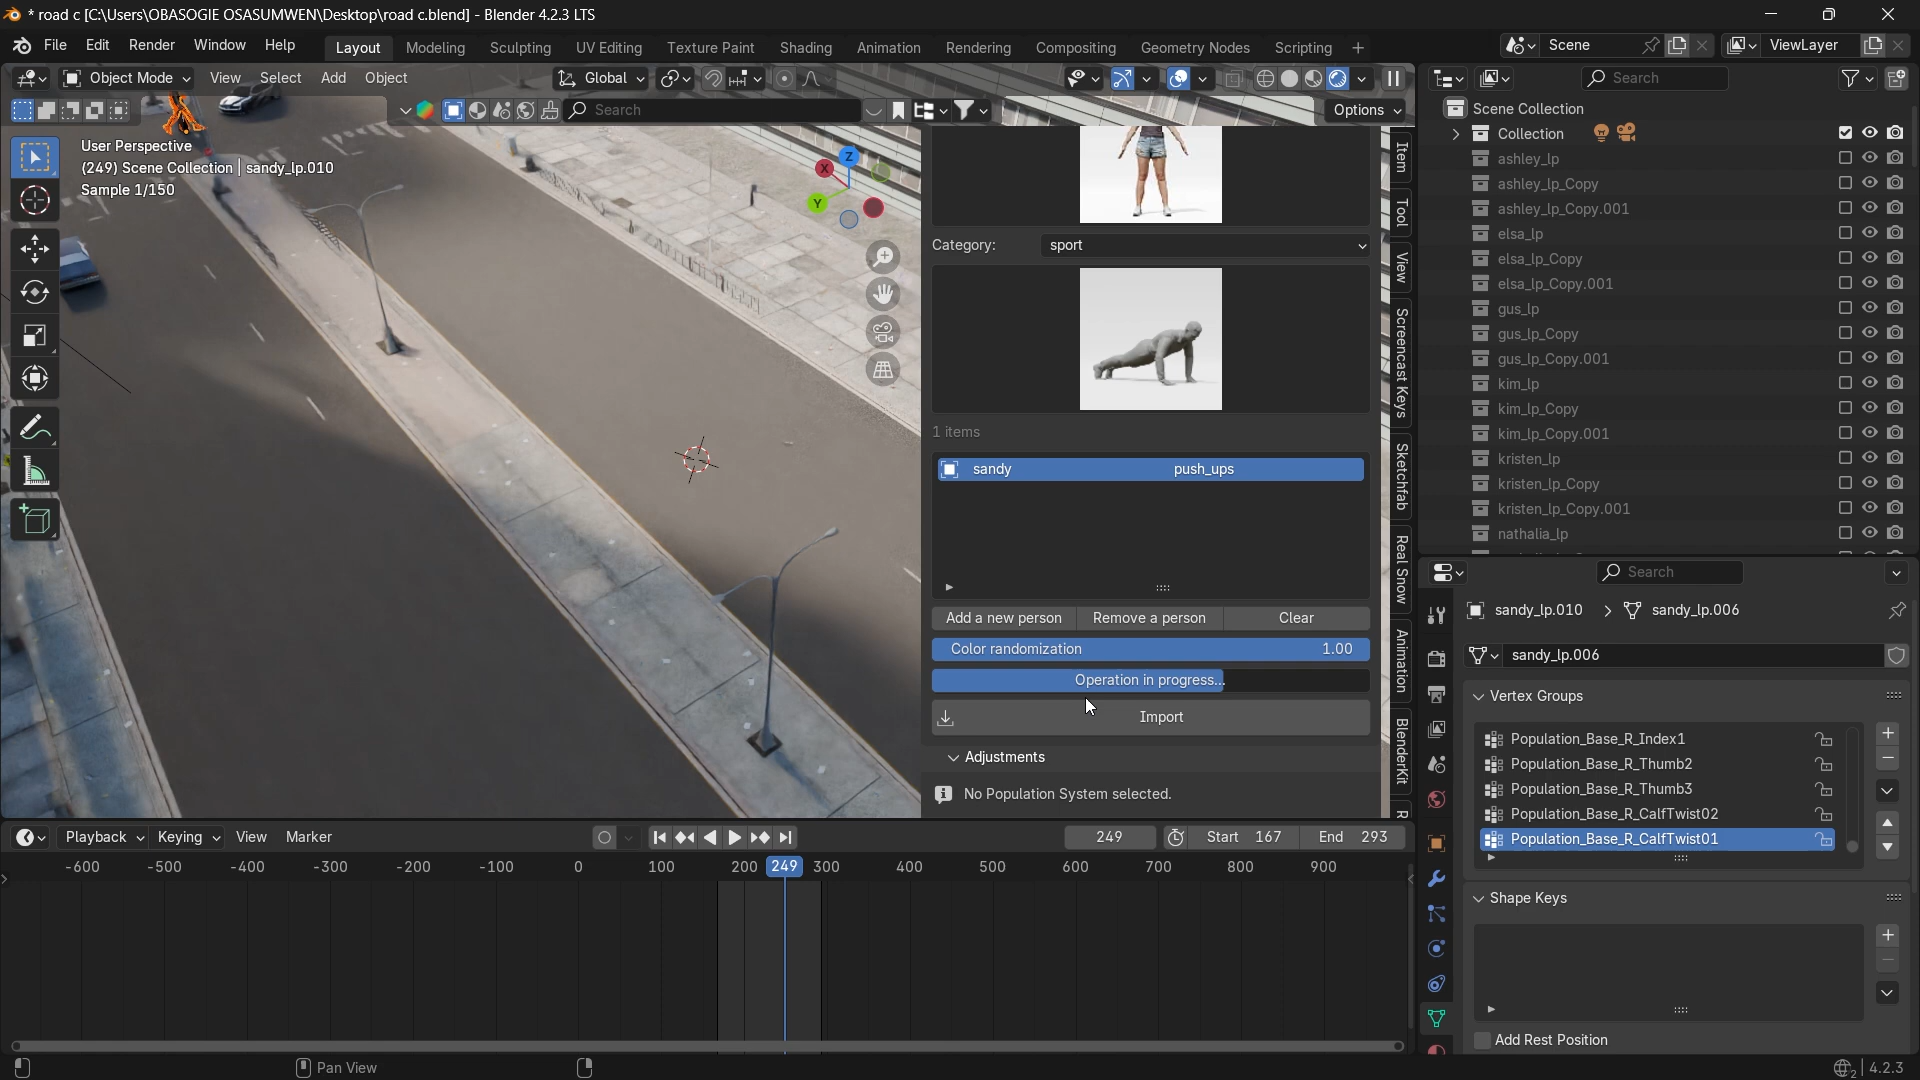 * road c [C:\Users\OBASOGIE OSASUMWEN\Desktop\road c.blend] - Blender 4.2.3 LTS
File Edit Render Window Help
Layout Modeling Sculpting UV Editing Texture Paint Shading Animation Rendering Compositing Geometry Nodes Scripting +
Scene
ViewLayer
Object Mode View Select Add Object
Global
Search
Search
Options
User Perspective
(249) Scene Collection | sandy_lp.010
Sample 1/150
Z
X
Y
Category: sport
1 items
sandy push_ups
Add a new person Remove a person Clear
Color randomization 1.00
Operation in progress...
Import
Adjustments
No Population System selected.
Item
Tool
View
Screencast Keys
Sketchfab
Real Snow
Animation
BlenderKit
Scene Collection
Collection
ashley_lp
ashley_lp_Copy
ashley_lp_Copy.001
elsa_lp
elsa_lp_Copy
elsa_lp_Copy.001
gus_lp
gus_lp_Copy
gus_lp_Copy.001
kim_lp
kim_lp_Copy
kim_lp_Copy.001
kristen_lp
kristen_lp_Copy
kristen_lp_Copy.001
nathalia_lp
Search
sandy_lp.010 > sandy_lp.006
sandy_lp.006
Vertex Groups
Population_Base_R_Index1
Population_Base_R_Thumb2
Population_Base_R_Thumb3
Population_Base_R_CalfTwist02
Population_Base_R_CalfTwist01
Shape Keys
Add Rest Position
Playback Keying View Marker
249 Start 167 End 293
-600 -500 -400 -300 -200 -100 0 100 200 249 300 400 500 600 700 800 900
Pan View
2 4.2.3